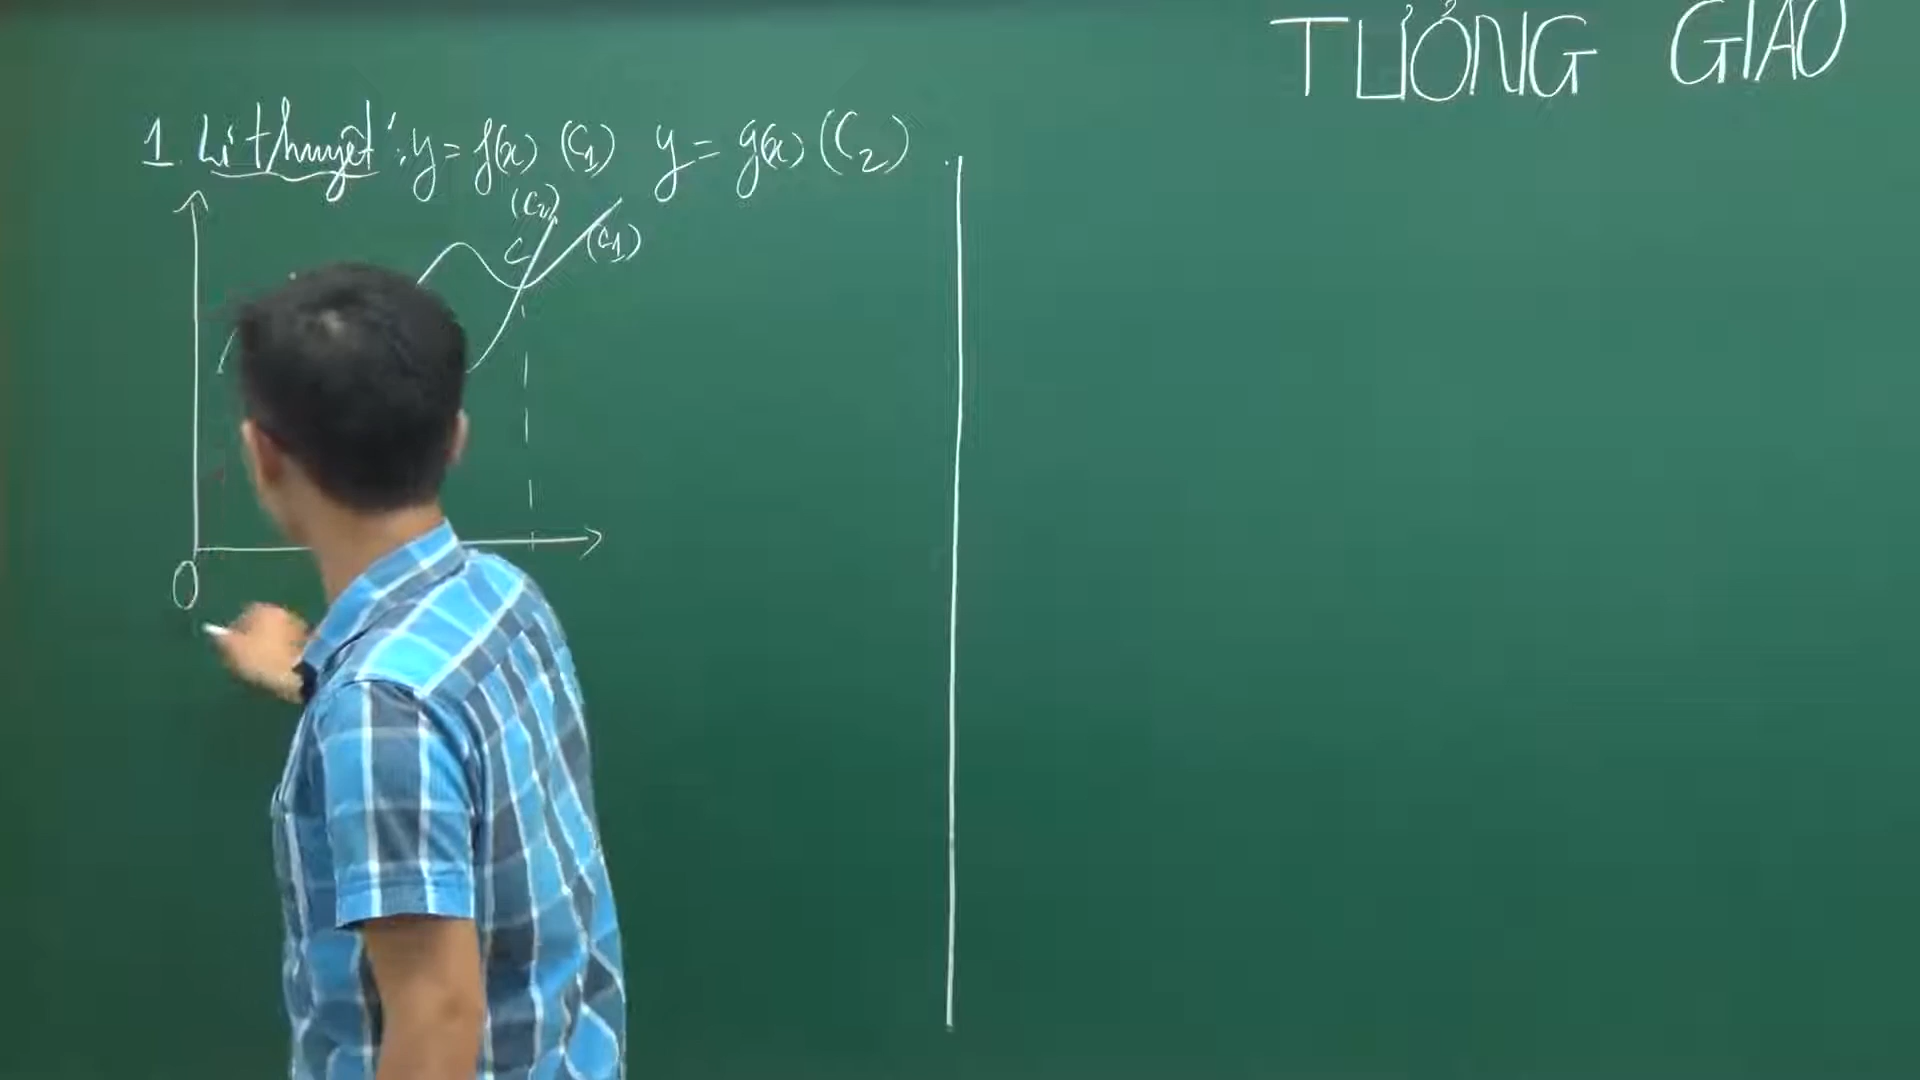 TƯƠNG GIAO
1. Lí thuyết: y = f(x) (C₁) y = g(x) (C₂)
(C₂)
C
(C₁)
O